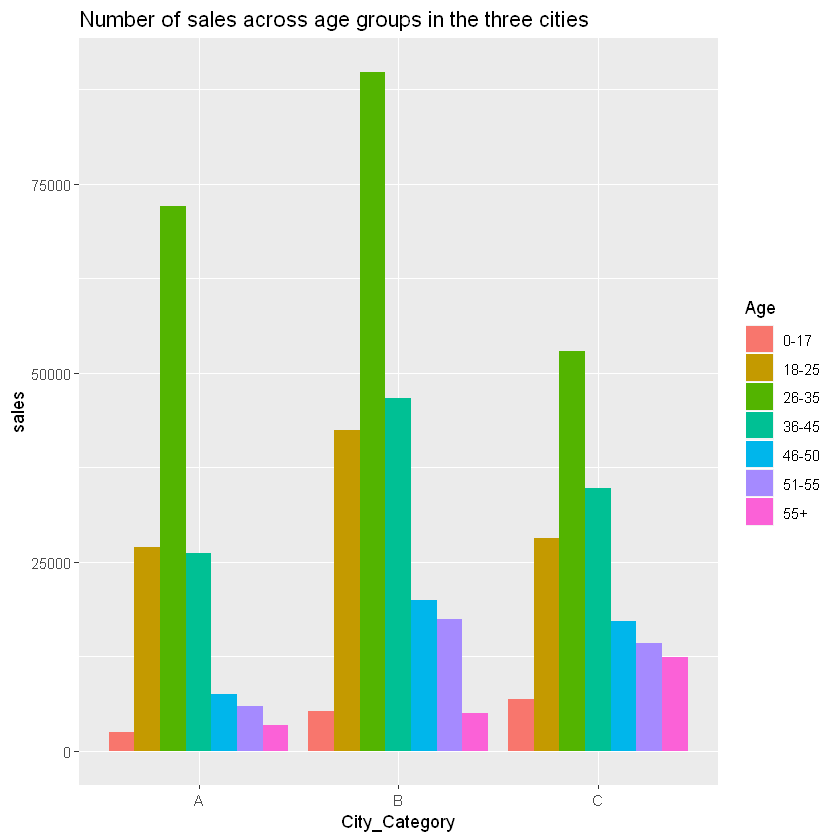 Number of sales across age groups in the three cities
75000
50000
25000
0
sales
A
B
C
City_Category
Age
0-17
18-25
26-35
36-45
46-50
51-55
55+